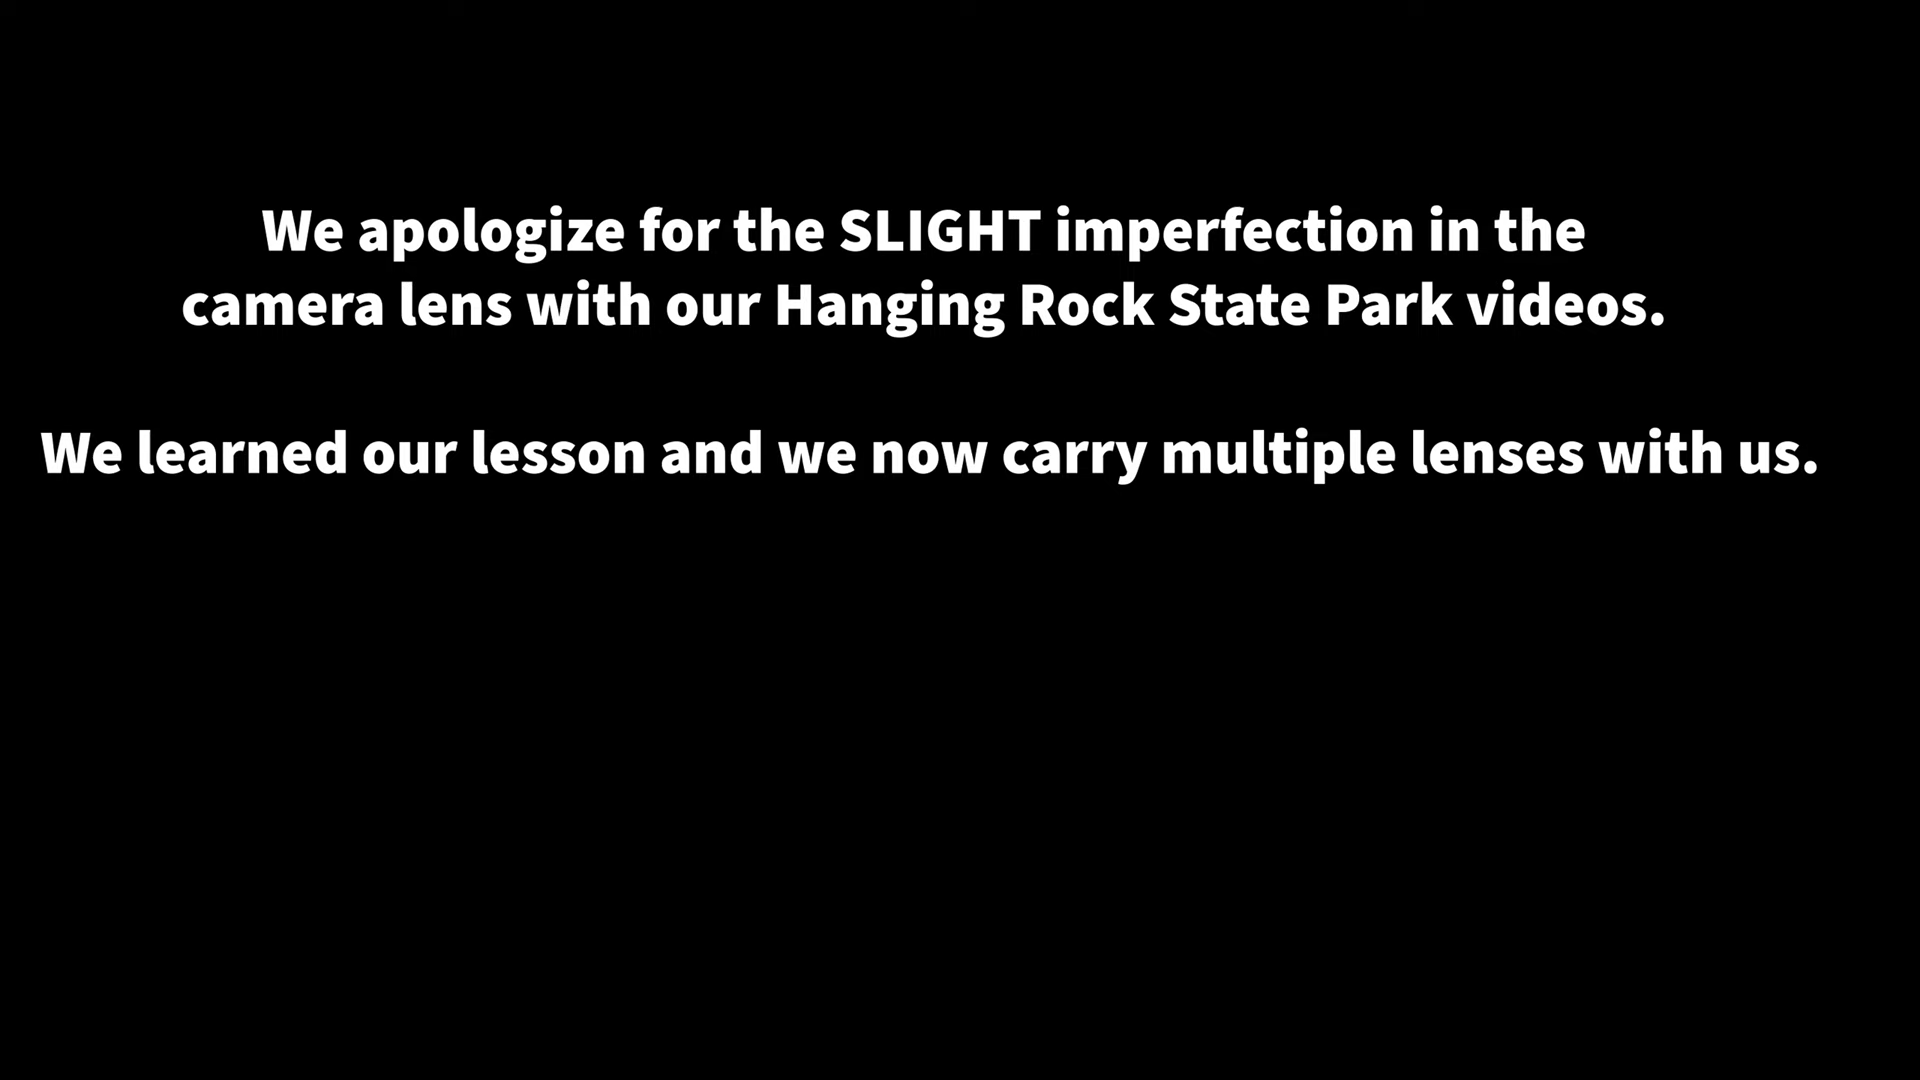 We apologize for the SLIGHT imperfection in the
camera lens with our Hanging Rock State Park videos.
We learned our lesson and we now carry multiple lenses with us.